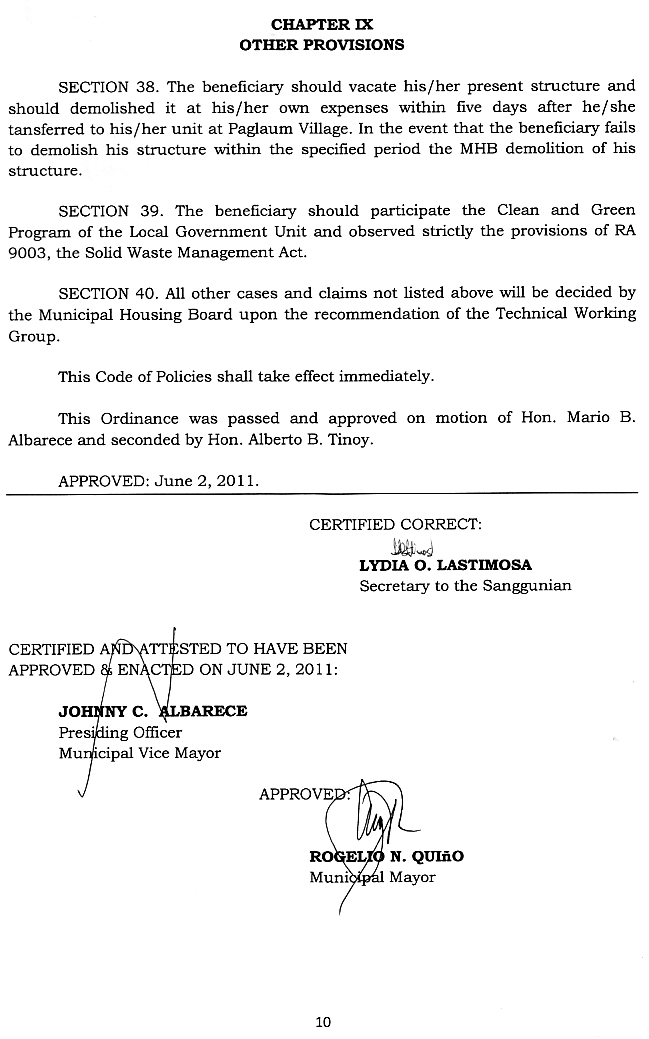 CHAPTER IX
OTHER PROVISIONS
SECTION 38. The beneficiary should vacate his/her present structure and
should demolished it at his/her own expenses within five days after he/she
tansferred to his/her unit at Paglaum Village. In the event that the beneficiary fails
to demolish his structure within the specified period the MHB demolition of his
structure.
SECTION 39. The beneficiary should participate the Clean and Green
Program of the Local Government Unit and observed strictly the provisions of RA
9003, the Solid Waste Management Act.
SECTION 40. All other cases and claims not listed above will be decided by
the Municipal Housing Board upon the recommendation of the Technical Working
Group.
This Code of Policies shall take effect immediately.
This Ordinance was passed and approved on motion of Hon. Mario B.
Albarece and seconded by Hon. Alberto B. Tinoy.
APPROVED: June 2, 2011.
CERTIFIED CORRECT:
LYDIA O. LASTIMOSA
Secretary to the Sanggunian
CERTIFIED AND ATTESTED TO HAVE BEEN
APPROVED & ENACTED ON JUNE 2, 2011:
JOHNNY C. ALBARECE
Presiding Officer
Municipal Vice Mayor
APPROVED:
ROGELIO N. QUIñO
Municipal Mayor
10